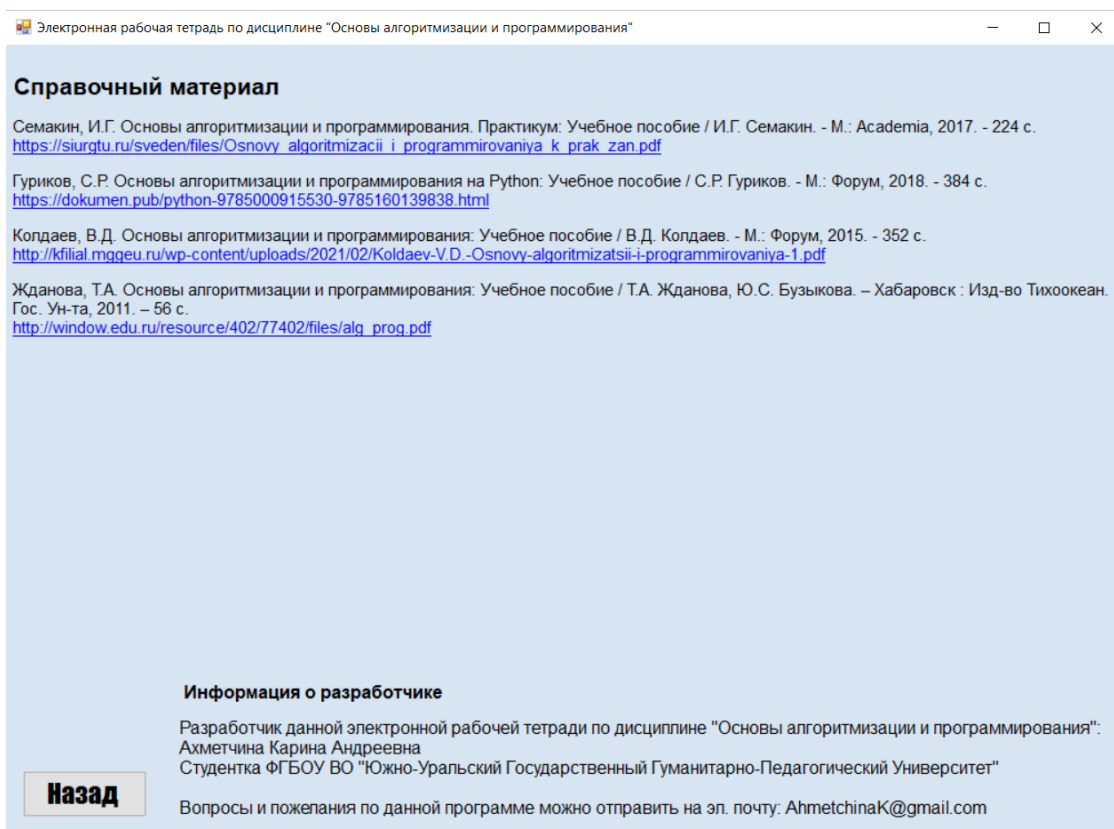 Электронная рабочая тетрадь по дисциплине "Основы алгоритмизации и программирования"
Справочный материал
Семакин, И.Г. Основы алгоритмизации и программирования. Практикум: Учебное пособие / И.Г. Семакин. - М.: Academia, 2017. - 224 c.
https://siurgtu.ru/sveden/files/Osnovy_algoritmizacii_i_programmirovaniya_k_prak_zan.pdf
Гуриков, С.Р. Основы алгоритмизации и программирования на Python: Учебное пособие / С.Р. Гуриков. - М.: Форум, 2018. - 384 c.
https://dokumen.pub/python-9785000915530-9785160139838.html
Колдаев, В.Д. Основы алгоритмизации и программирования: Учебное пособие / В.Д. Колдаев. - М.: Форум, 2015. - 352 c.
http://kfilial.mggeu.ru/wp-content/uploads/2021/02/Koldaev-V.D.-Osnovy-algoritmizatsii-i-programmirovaniya-1.pdf
Жданова, Т.А. Основы алгоритмизации и программирования: Учебное пособие / Т.А. Жданова, Ю.С. Бузыкова. – Хабаровск : Изд-во Тихоокеан.
Гос. Ун-та, 2011. – 56 с.
http://window.edu.ru/resource/402/77402/files/alg_prog.pdf
Информация о разработчике
Разработчик данной электронной рабочей тетради по дисциплине "Основы алгоритмизации и программирования":
Ахметчина Карина Андреевна
Студентка ФГБОУ ВО "Южно-Уральский Государственный Гуманитарно-Педагогический Университет"
Назад
Вопросы и пожелания по данной программе можно отправить на эл. почту: AhmetchinaK@gmail.com